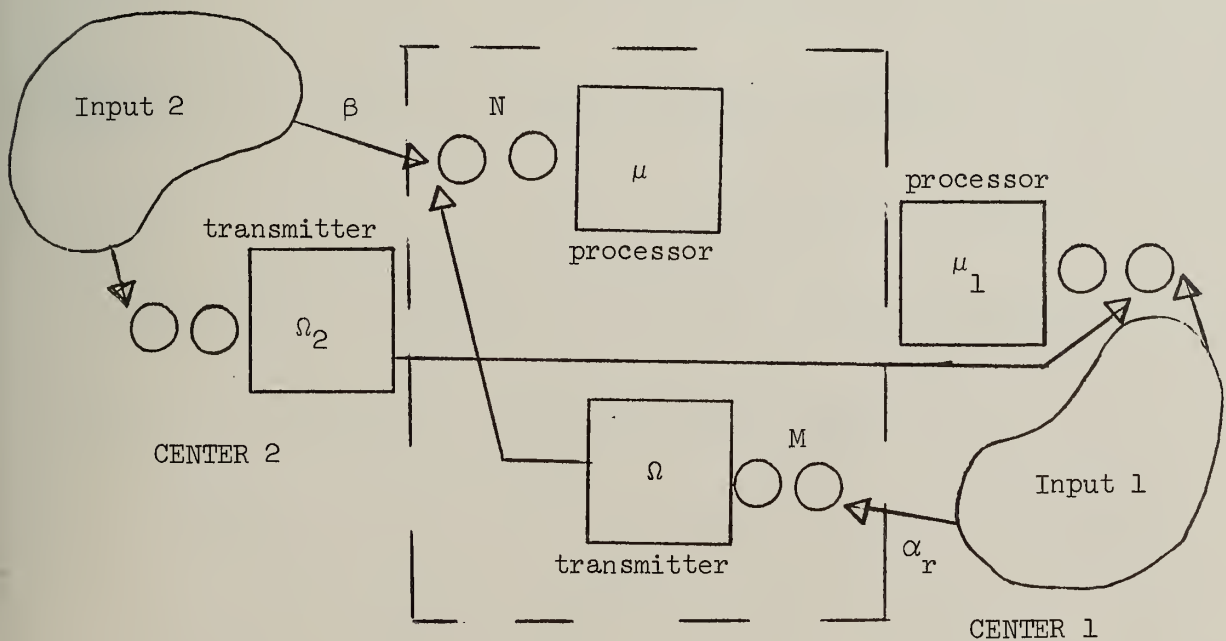 Input 2
β
N
μ
processor
processor
μ₁
transmitter
Ω₂
CENTER 2
M
Ω
transmitter
αᵣ
Input 1
CENTER 1